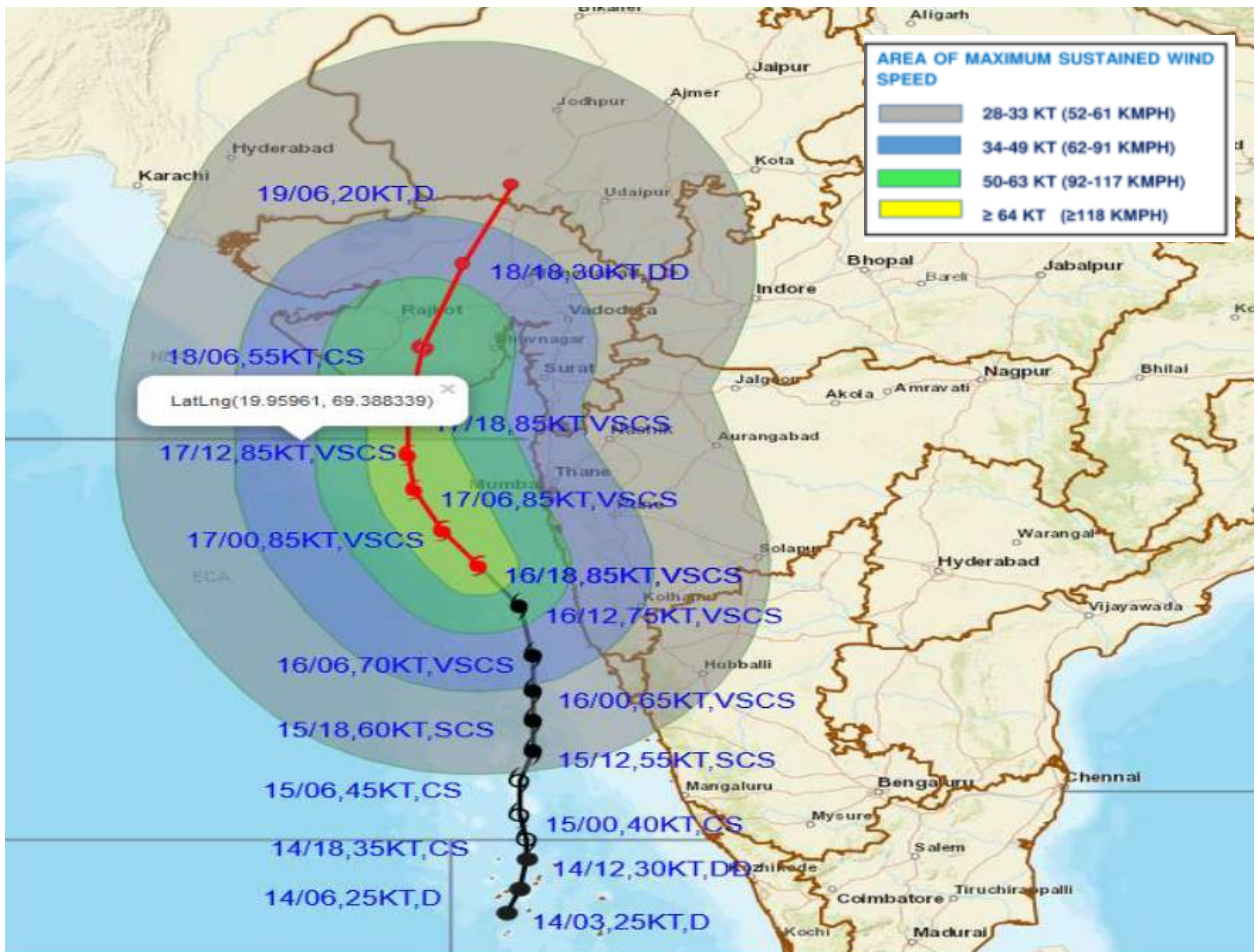 Bikaner
Aligarh
AREA OF MAXIMUM SUSTAINED WIND
SPEED
28-33 KT (52-61 KMPH)
34-49 KT (62-91 KMPH)
50-63 KT (92-117 KMPH)
≥ 64 KT (≥118 KMPH)
Jaipur
Ajmer
Jodhpur
Hyderabad
Kota
Karachi
19/06,20KT,D
Udaipur
18/18,30KT,DD
Bhopal
Bareli
Jabalpur
Indore
Rajkot
Vadodara
18/06,55KT,CS
Surat
Nagpur
Bhilai
Jalgaon
Akola
Amravati
LatLng(19.95961, 69.388339)
×
17/18,85KT,VSCS
Nashik
Aurangabad
17/12,85KT,VSCS
Thane
Mumbai
17/06,85KT,VSCS
Pune
17/00,85KT,VSCS
Warangal
Solapur
Hyderabad
ECA
16/18,85KT,VSCS
16/12,75KT,VSCS
Vijayawada
16/06,70KT,VSCS
Hubballi
16/00,65KT,VSCS
15/18,60KT,SCS
15/12,55KT,SCS
Chennai
15/06,45KT,CS
Mangaluru
Bengaluru
Mysuru
15/00,40KT,CS
14/18,35KT,CS
Salem
14/12,30KT,DD
Kozhikode
14/06,25KT,D
Coimbatore
Tiruchirappalli
14/03,25KT,D
Kochi
Madurai